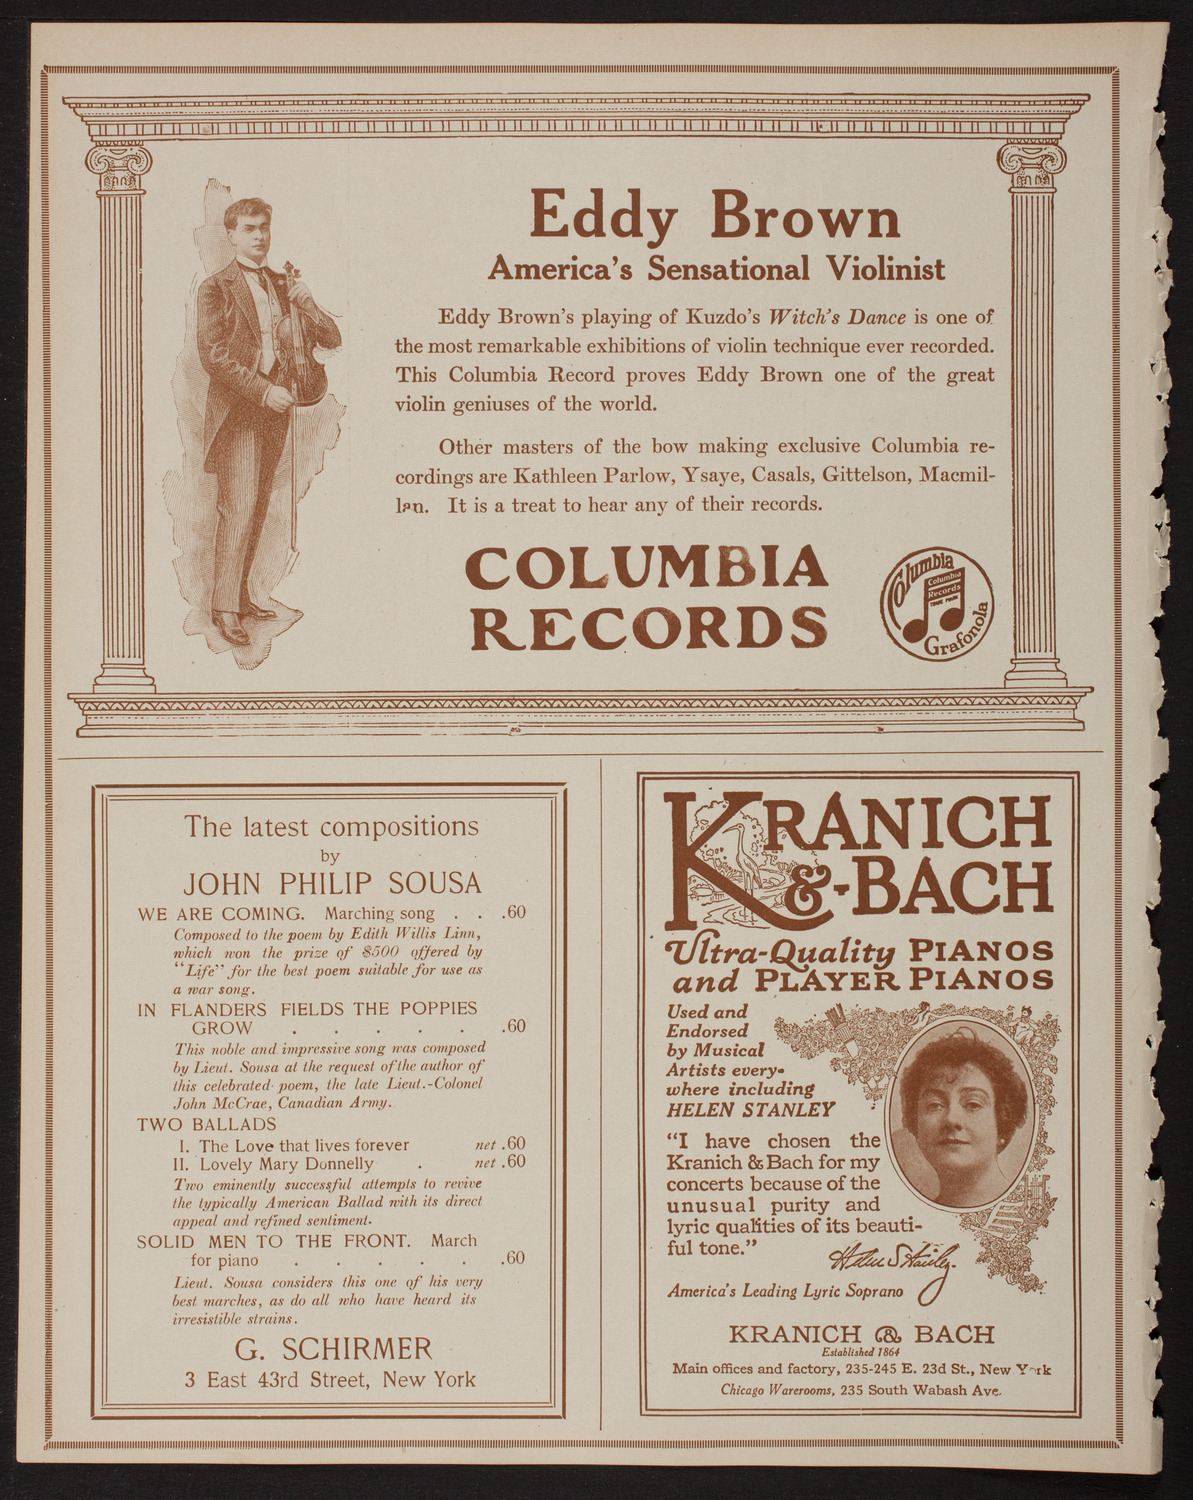 Eddy Brown
America's Sensational Violinist
Eddy Brown's playing of Kuzdo's Witch's Dance is one of
the most remarkable exhibitions of violin technique ever recorded.
This Columbia Record proves Eddy Brown one of the great
violin geniuses of the world.
Other masters of the bow making exclusive Columbia re-
cordings are Kathleen Parlow, Ysaye, Casals, Gittelson, Macmil-
lan. It is a treat to hear any of their records.
COLUMBIA
RECORDS
Columbia
Columbia
Records
Grafonola
The latest compositions
by
JOHN PHILIP SOUSA
WE ARE COMING. Marching song . . .60
Composed to the poem by Edith Willis Linn,
which won the prize of $500 offered by
"Life" for the best poem suitable for use as
a war song.
IN FLANDERS FIELDS THE POPPIES
GROW . . . . . .60
This noble and impressive song was composed
by Lieut. Sousa at the request of the author of
this celebrated poem, the late Lieut.-Colonel
John McCrae, Canadian Army.
TWO BALLADS
I. The Love that lives forever net .60
II. Lovely Mary Donnelly . net .60
Two eminently successful attempts to revive
the typically American Ballad with its direct
appeal and refined sentiment.
SOLID MEN TO THE FRONT. March
for piano . . . . . .60
Lieut. Sousa considers this one of his very
best marches, as do all who have heard its
irresistible strains.
G. SCHIRMER
3 East 43rd Street, New York
KRANICH
&-BACH
Ultra-Quality PIANOS
and PLAYER PIANOS
Used and
Endorsed
by Musical
Artists every-
where including
HELEN STANLEY
"I have chosen the
Kranich & Bach for my
concerts because of the
unusual purity and
lyric qualities of its beauti-
ful tone."
Helen Stanley.
America's Leading Lyric Soprano
KRANICH & BACH
Established 1864
Main offices and factory, 235-245 E. 23d St., New York
Chicago Warerooms, 235 South Wabash Ave.